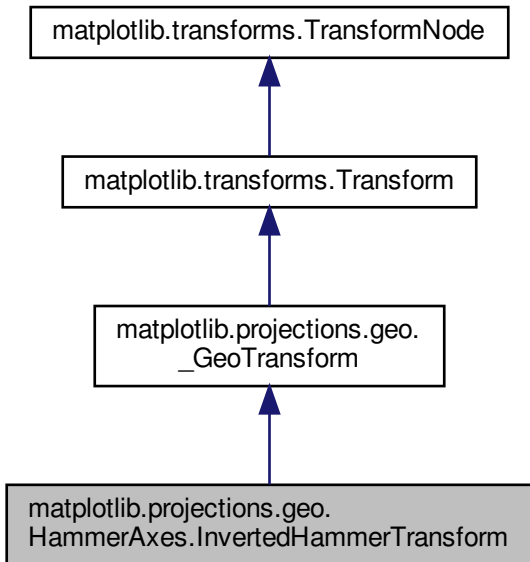 matplotlib.transforms.TransformNode
matplotlib.transforms.Transform
matplotlib.projections.geo.
_GeoTransform
matplotlib.projections.geo.
HammerAxes.InvertedHammerTransform